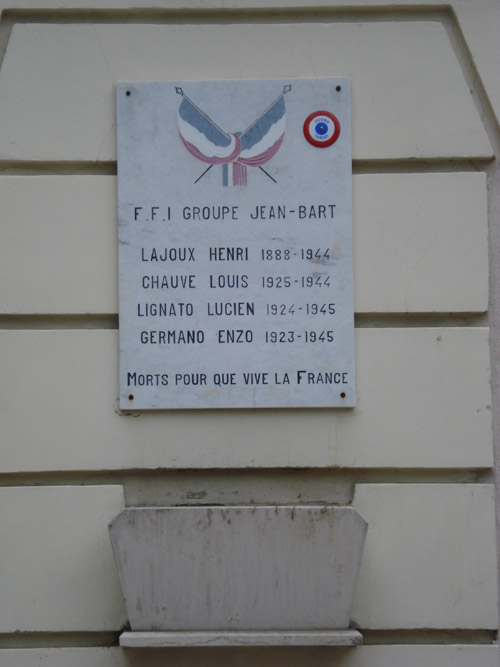 F.F.I GROUPE JEAN-BART
LAJOUX HENRI 1888-1944
CHAUVE LOUIS 1925-1944
LIGNATO LUCIEN 1924-1945
GERMANO ENZO 1923-1945
MORTS POUR QUE VIVE LA FRANCE